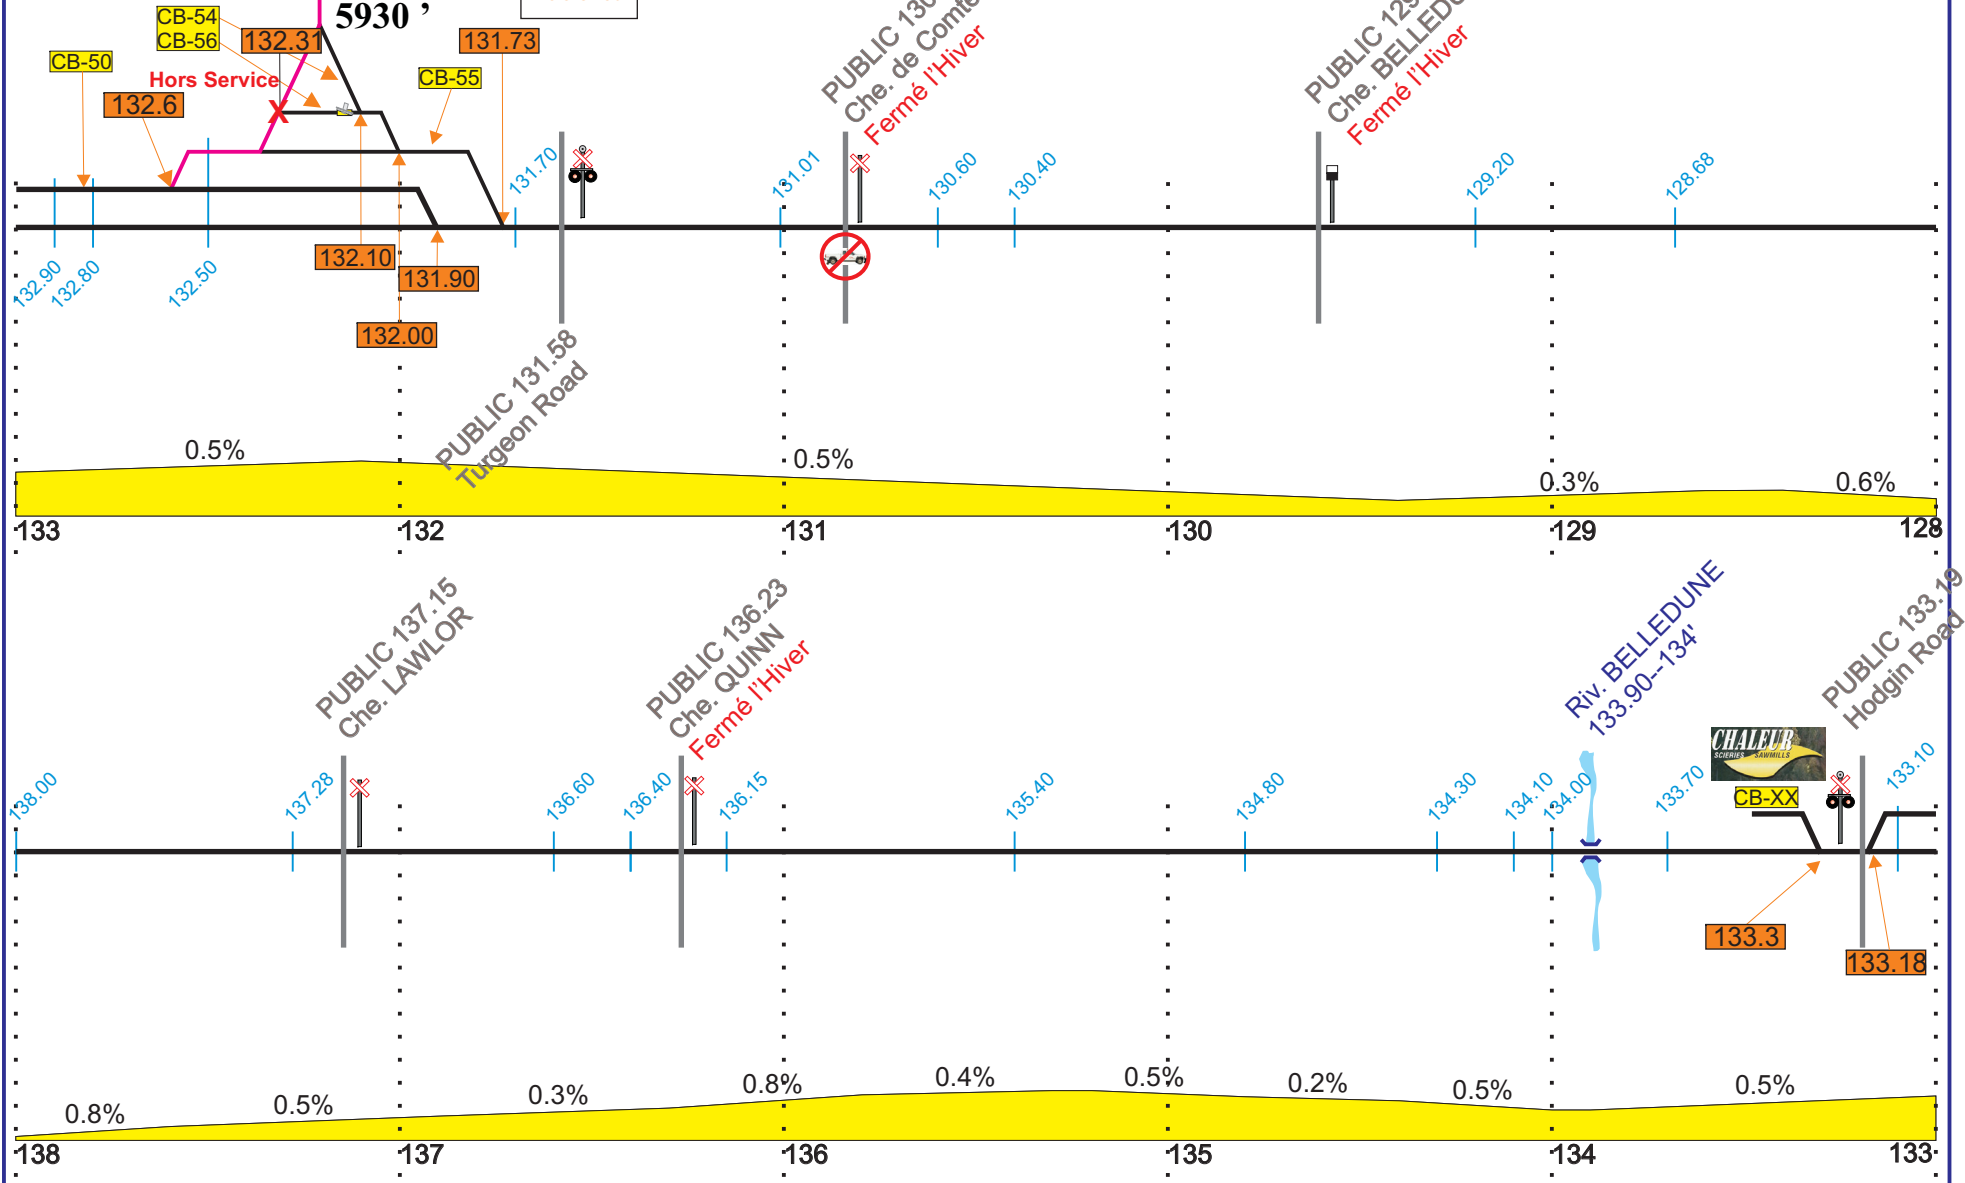 5930 ’
CB-54
CB-56
132.31
131.73
CB-50
Hors Service
CB-55
132.6
X
PUBLIC 130
Che. de Comte
Fermé l'Hiver
PUBLIC 129
Che. BELLEDU
Fermé l'Hiver
131.70
131.01
130.60
130.40
129.20
128.68
132.90
132.80
132.50
132.10
131.90
132.00
PUBLIC 131.58
Turgeon Road
0.5%
0.5%
0.3%
0.6%
133
132
131
130
129
128
PUBLIC 137.15
Che. LAWLOR
PUBLIC 136.23
Che. QUINN
Fermé l'Hiver
Riv. BELLEDUNE
133.90--134'
PUBLIC 133.19
Hodgin Road
CHALEUR
SCIERIES SAWMILLS
CB-XX
138.00
137.28
136.60
136.40
136.15
135.40
134.80
134.30
134.10
134.00
133.70
133.10
133.3
133.18
0.8%
0.5%
0.3%
0.8%
0.4%
0.5%
0.2%
0.5%
0.5%
138
137
136
135
134
133